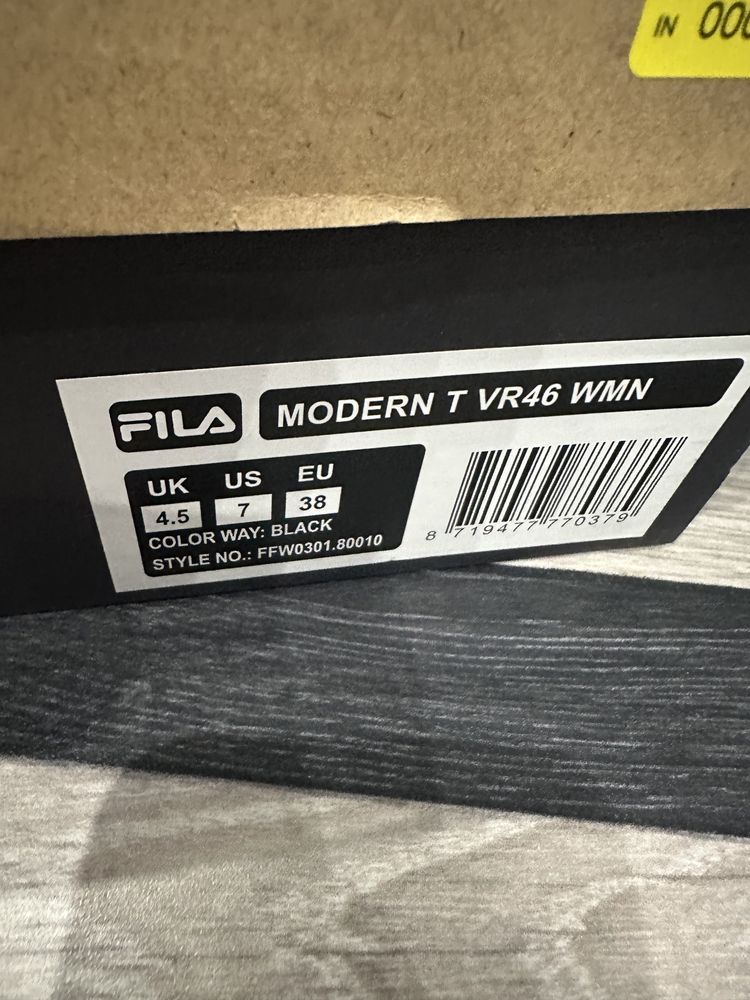 IN 000
FILA MODERN T VR46 WMN
UK US EU
4.5 7 38
COLOR WAY: BLACK
STYLE NO.: FFW0301.80010
8 719477 770379